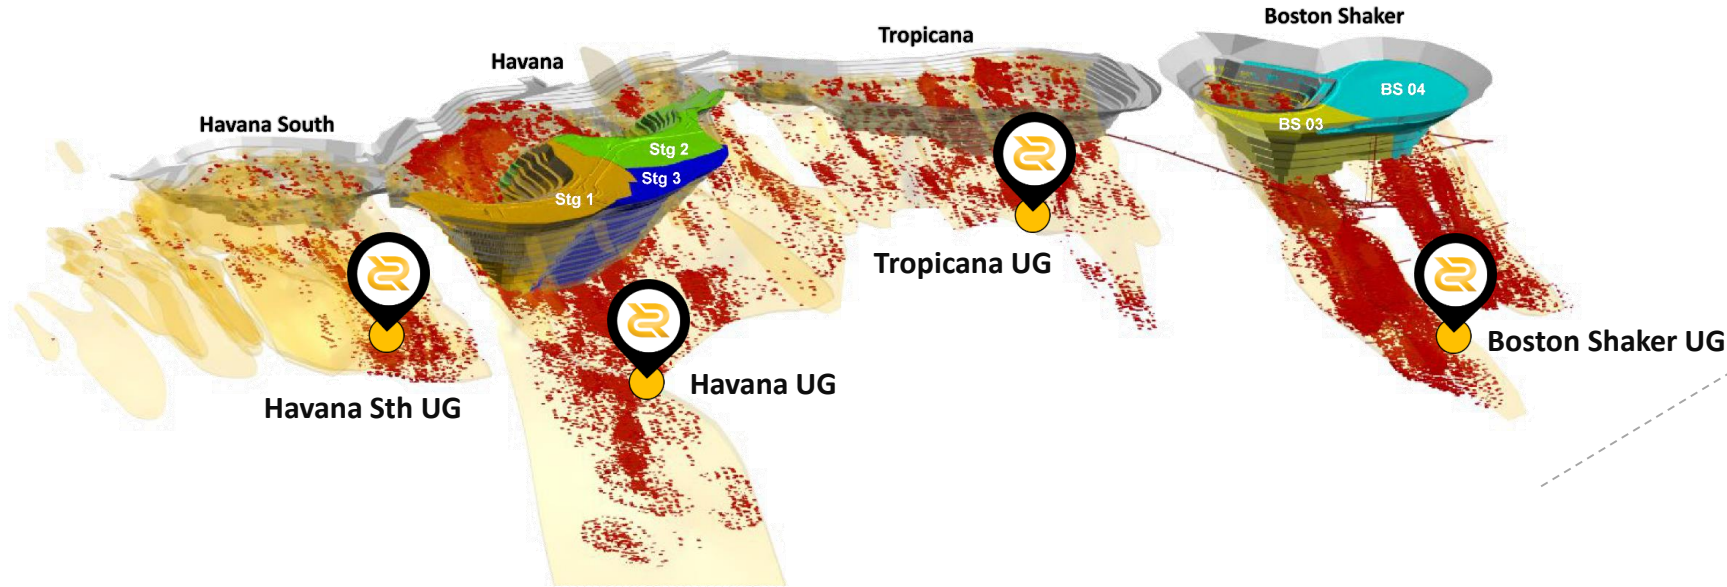 Boston Shaker
Tropicana
Havana
Havana South
BS 04
BS 03
Stg 2
Stg 3
Stg 1
Tropicana UG
Boston Shaker UG
Havana UG
Havana Sth UG